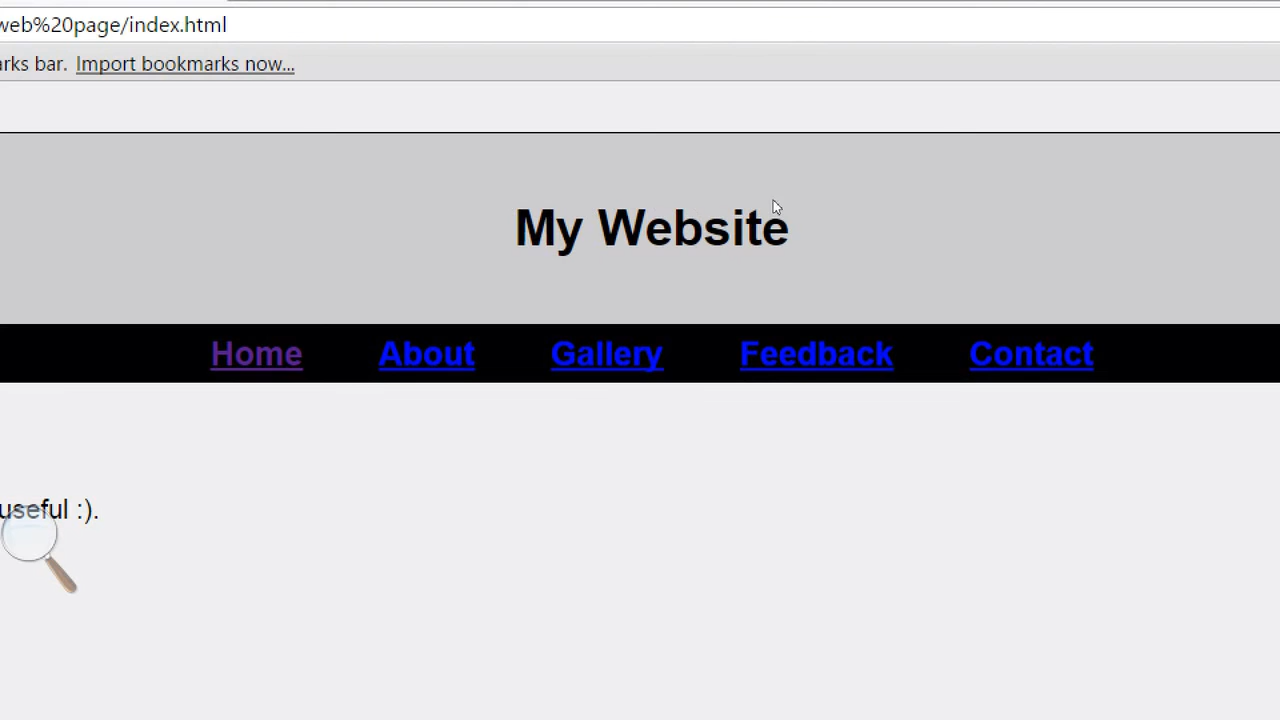 web%20page/index.html
arks bar. Import bookmarks now...
My Website
Home About Gallery Feedback Contact
useful :).